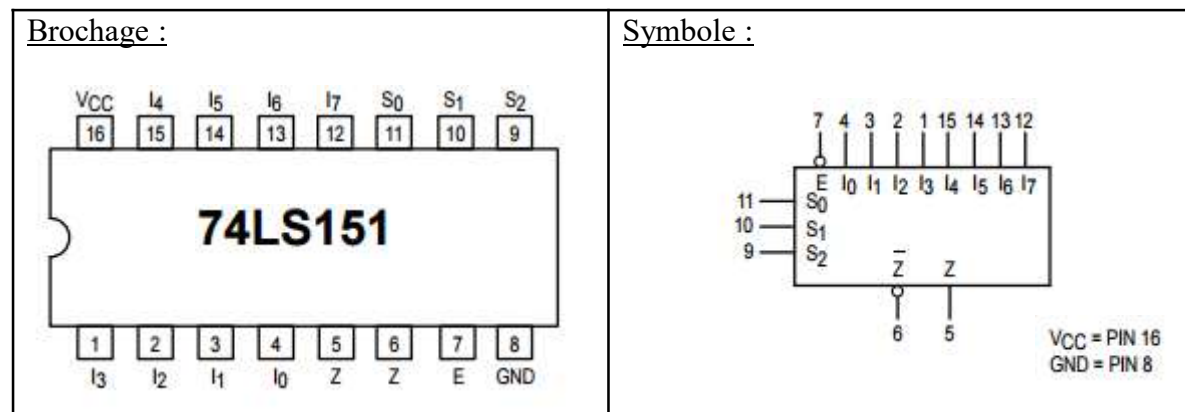 Brochage :
VCC I4 I5 I6 I7 S0 S1 S2
16 15 14 13 12 11 10 9
74LS151
1 2 3 4 5 6 7 8
I3 I2 I1 I0 Z Z E GND
Symbole :
7 4 3 2 1 15 14 13 12
E I0 I1 I2 I3 I4 I5 I6 I7
11 S0
10 S1
9 S2
Z̅ Z
6 5
VCC = PIN 16
GND = PIN 8